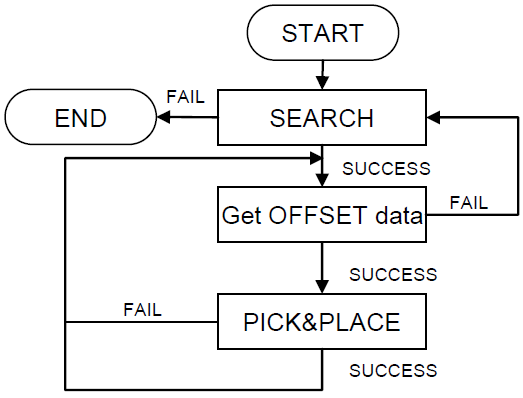 START
FAIL
END
SEARCH
SUCCESS
Get OFFSET data
FAIL
SUCCESS
FAIL
PICK&PLACE
SUCCESS